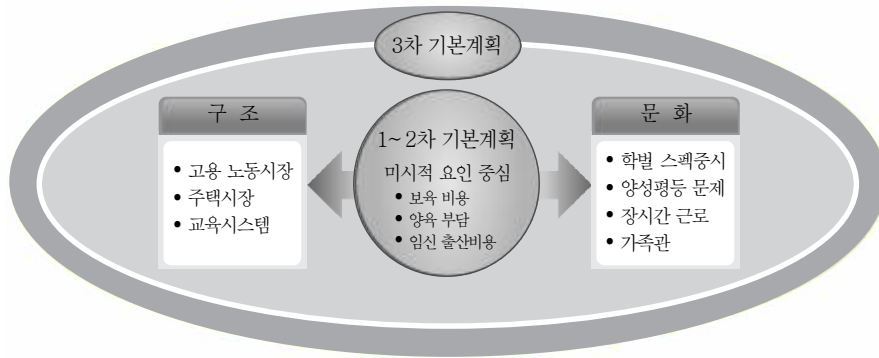 3차 기본계획
구 조
• 고용 노동시장
• 주택시장
• 교육시스템
1~2차 기본계획
미시적 요인 중심
• 보육 비용
• 양육 부담
• 임신 출산비용
문 화
• 학벌 스펙중시
• 양성평등 문제
• 장시간 근로
• 가족관